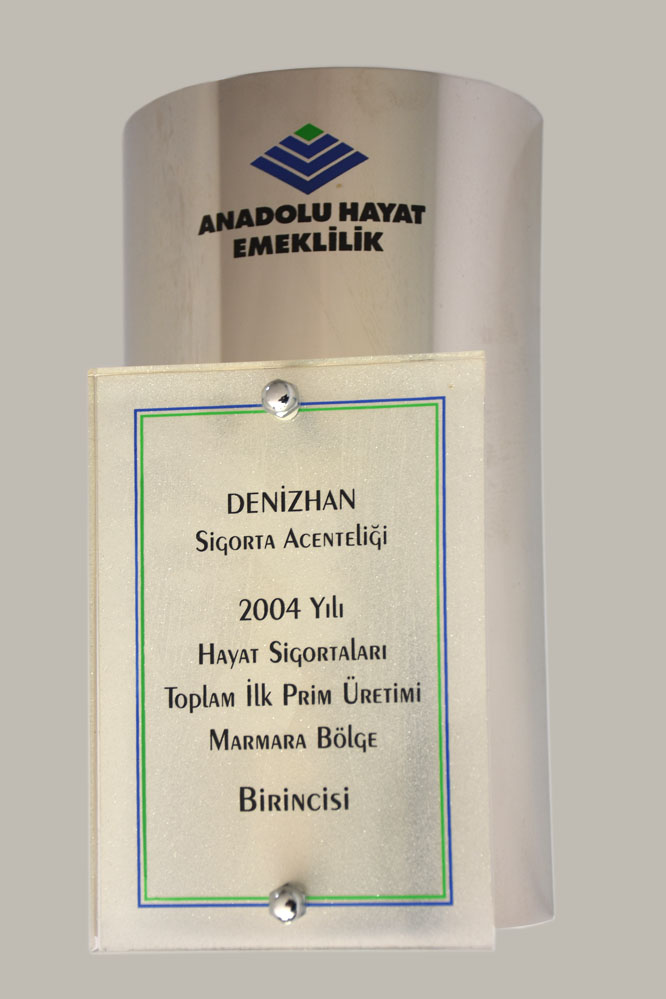 ANADOLU HAYAT
EMEKLİLİK
DENİZHAN
Sigorta Acenteliği
2004 Yılı
Hayat Sigortaları
Toplam İlk Prim Üretimi
Marmara Bölge
Birincisi